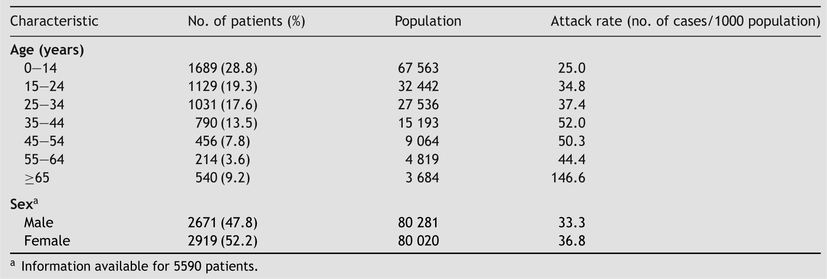 Characteristic No. of patients (%) Population Attack rate (no. of cases/1000 population)
Age (years)
0–14 1689 (28.8) 67 563 25.0
15–24 1129 (19.3) 32 442 34.8
25–34 1031 (17.6) 27 536 37.4
35–44 790 (13.5) 15 193 52.0
45–54 456 (7.8) 9 064 50.3
55–64 214 (3.6) 4 819 44.4
≥65 540 (9.2) 3 684 146.6
Sexa
Male 2671 (47.8) 80 281 33.3
Female 2919 (52.2) 80 020 36.8
a Information available for 5590 patients.